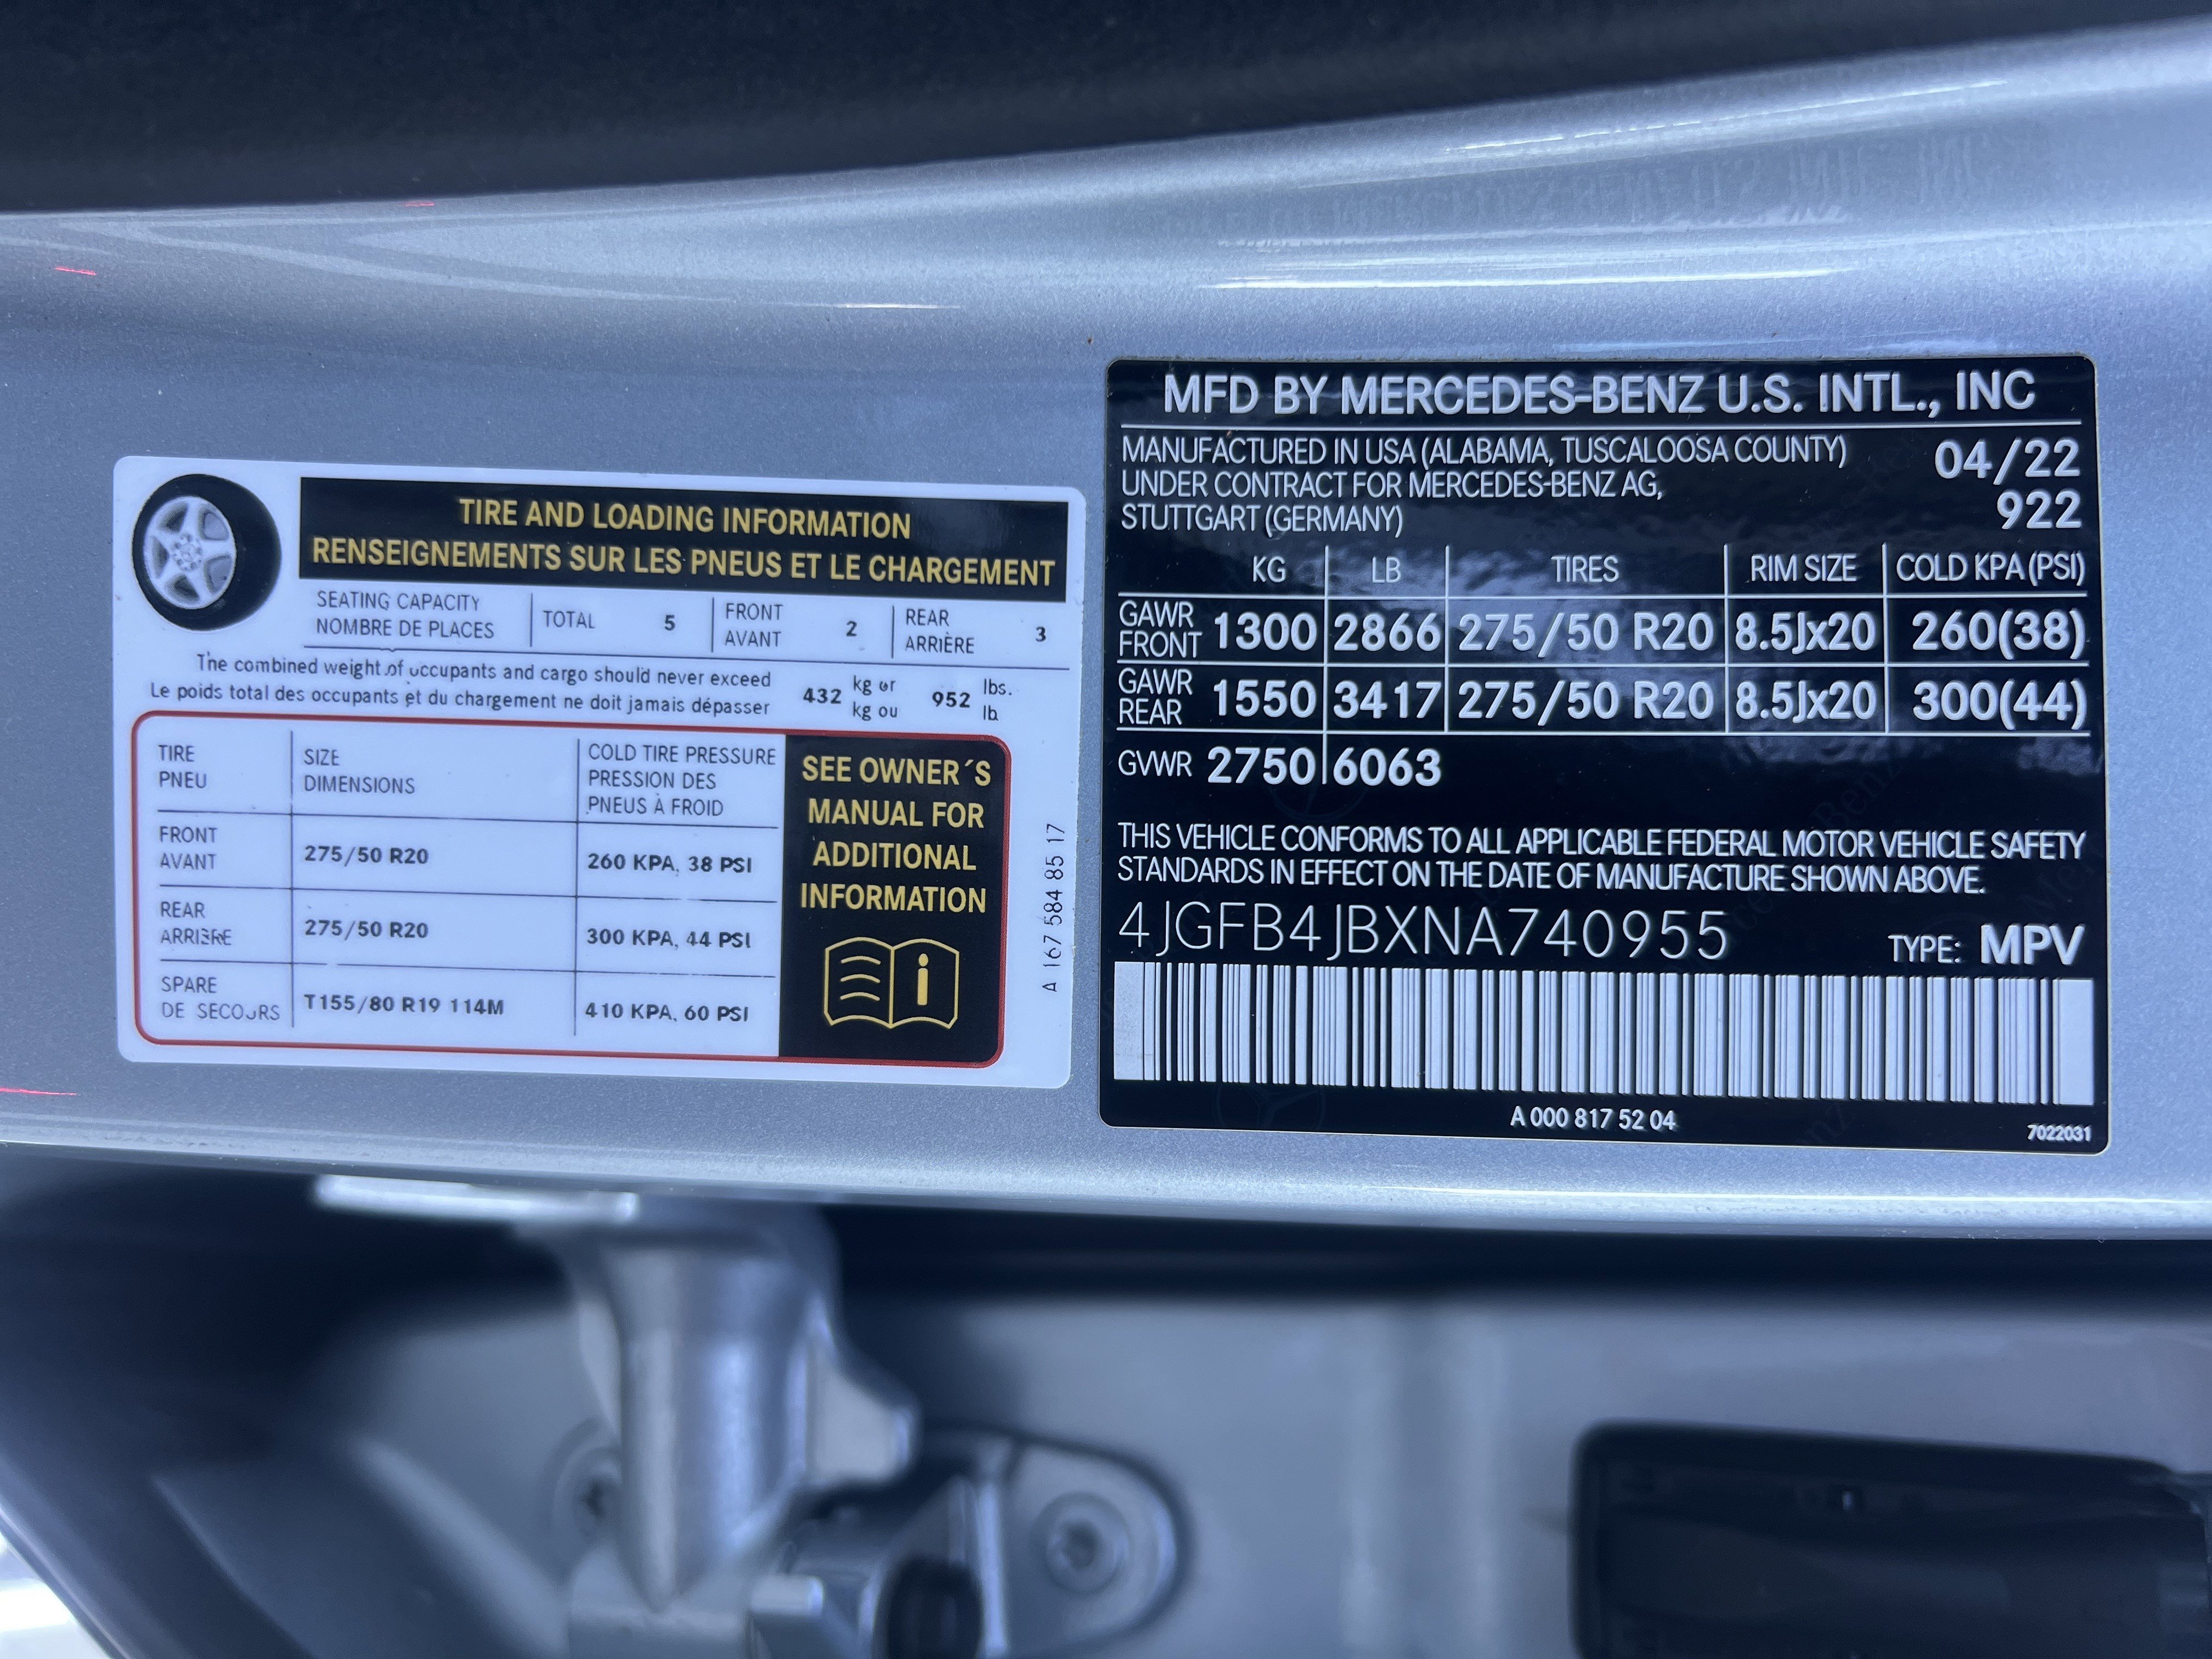 TIRE AND LOADING INFORMATION
RENSEIGNEMENTS SUR LES PNEUS ET LE CHARGEMENT
SEATING CAPACITY
NOMBRE DE PLACES
TOTAL 5
FRONT
AVANT 2
REAR
ARRIÈRE 3
The combined weight of occupants and cargo should never exceed
Le poids total des occupants et du chargement ne doit jamais dépasser
432 kg or
kg ou
952 lbs.
lb
TIRE
PNEU
SIZE
DIMENSIONS
COLD TIRE PRESSURE
PRESSION DES
PNEUS À FROID
FRONT
AVANT
275/50 R20
260 KPA, 38 PSI
REAR
ARRIÈRE
275/50 R20
300 KPA, 44 PSI
SPARE
DE SECOURS
T155/80 R19 114M
410 KPA, 60 PSI
SEE OWNER´S
MANUAL FOR
ADDITIONAL
INFORMATION
A 167 584 85 17
MFD BY MERCEDES-BENZ U.S. INTL., INC
MANUFACTURED IN USA (ALABAMA, TUSCALOOSA COUNTY)
UNDER CONTRACT FOR MERCEDES-BENZ AG,
STUTTGART (GERMANY)
04/22
922
KG LB TIRES RIM SIZE COLD KPA(PSI)
GAWR
FRONT 1300 2866 275/50 R20 8.5Jx20 260(38)
GAWR
REAR 1550 3417 275/50 R20 8.5Jx20 300(44)
GVWR 2750 6063
THIS VEHICLE CONFORMS TO ALL APPLICABLE FEDERAL MOTOR VEHICLE SAFETY
STANDARDS IN EFFECT ON THE DATE OF MANUFACTURE SHOWN ABOVE.
4JGFB4JBXNA740955
TYPE: MPV
A 000 817 52 04
7022031